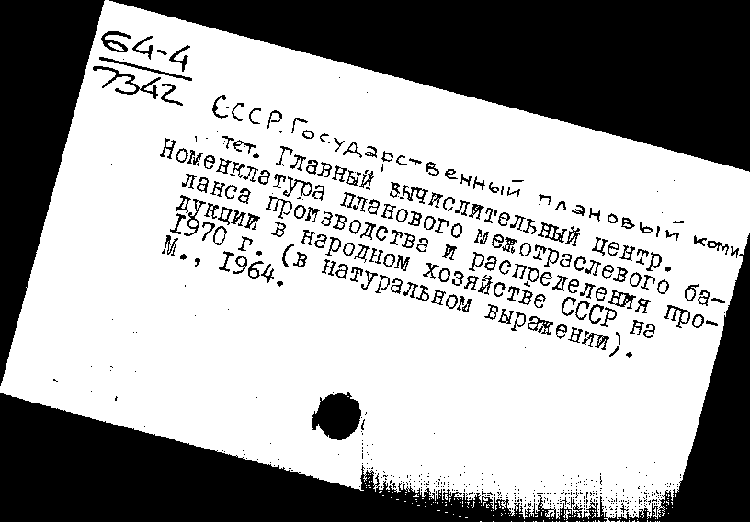 64-4
7342
СССР. Государственный плановый коми-
тет. Главный вычислительный центр.
Номенклатура планового межотраслевого ба-
ланса производства и распределения про-
дукции в народном хозяйстве СССР на
1970 г. (в натуральном выражении).
М., 1964.